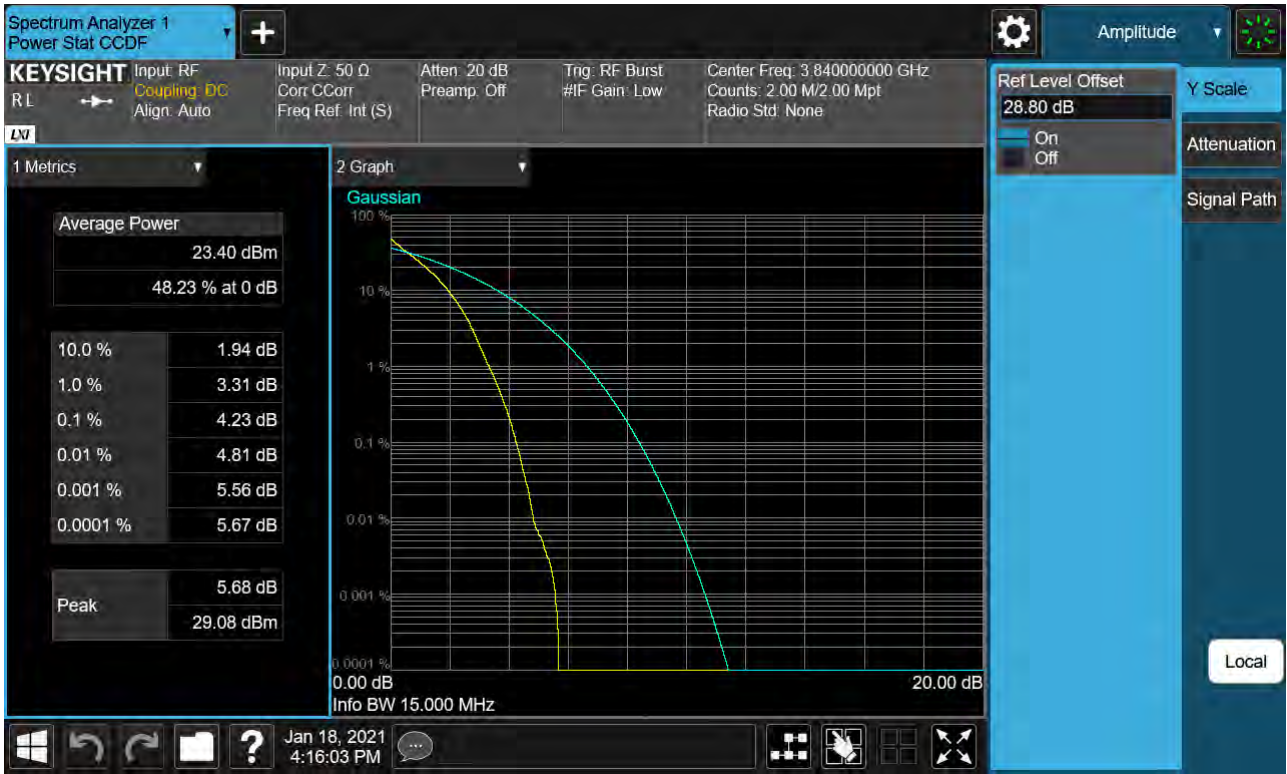 Spectrum Analyzer 1
Power Stat CCDF
Amplitude
KEYSIGHT
RL
LXI
Input: RF
Coupling: DC
Align: Auto
Input Z: 50 Ω
Corr CCorr
Freq Ref: Int (S)
Atten: 20 dB
Preamp: Off
Trig: RF Burst
#IF Gain: Low
Center Freq: 3.840000000 GHz
Counts: 2.00 M/2.00 Mpt
Radio Std: None
Ref Level Offset
28.80 dB
On
Off
Y Scale
Attenuation
Signal Path
Local
1 Metrics
Average Power
23.40 dBm
48.23 % at 0 dB
10.0 % 1.94 dB
1.0 % 3.31 dB
0.1 % 4.23 dB
0.01 % 4.81 dB
0.001 % 5.56 dB
0.0001 % 5.67 dB
Peak 5.68 dB
29.08 dBm
2 Graph
Gaussian
100 %
10 %
1 %
0.1 %
0.01 %
0.001 %
0.0001 %
0.00 dB 20.00 dB
Info BW 15.000 MHz
?
Jan 18, 2021
4:16:03 PM